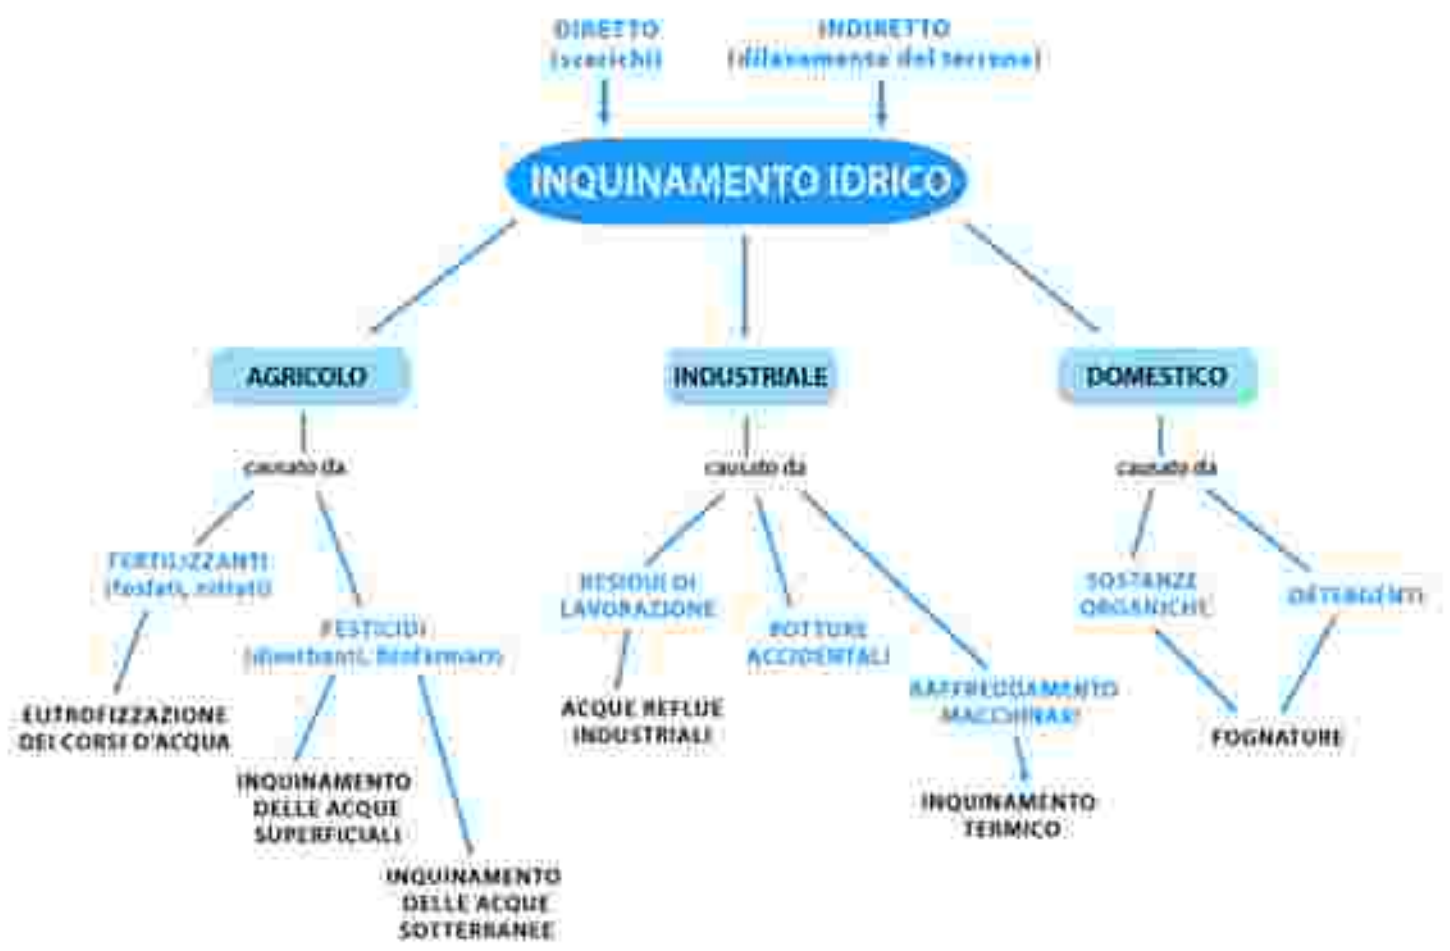 DIRETTO
(scarichi)
INDIRETTO
(dilavamento del terreno)
INQUINAMENTO IDRICO
AGRICOLO
INDUSTRIALE
DOMESTICO
causato da
causato da
causato da
FERTILIZZANTI
(fosfati, nitrati)
PESTICIDI
(diserbanti, fitofarmaci)
RESIDUI DI
LAVORAZIONE
ROTTURE
ACCIDENTALI
RAFFREDDAMENTO
MACCHINARI
SOSTANZE
ORGANICHE
DETERGENTI
EUTROFIZZAZIONE
DEI CORSI D'ACQUA
INQUINAMENTO
DELLE ACQUE
SUPERFICIALI
INQUINAMENTO
DELLE ACQUE
SOTTERRANEE
ACQUE REFLUE
INDUSTRIALI
INQUINAMENTO
TERMICO
FOGNATURE